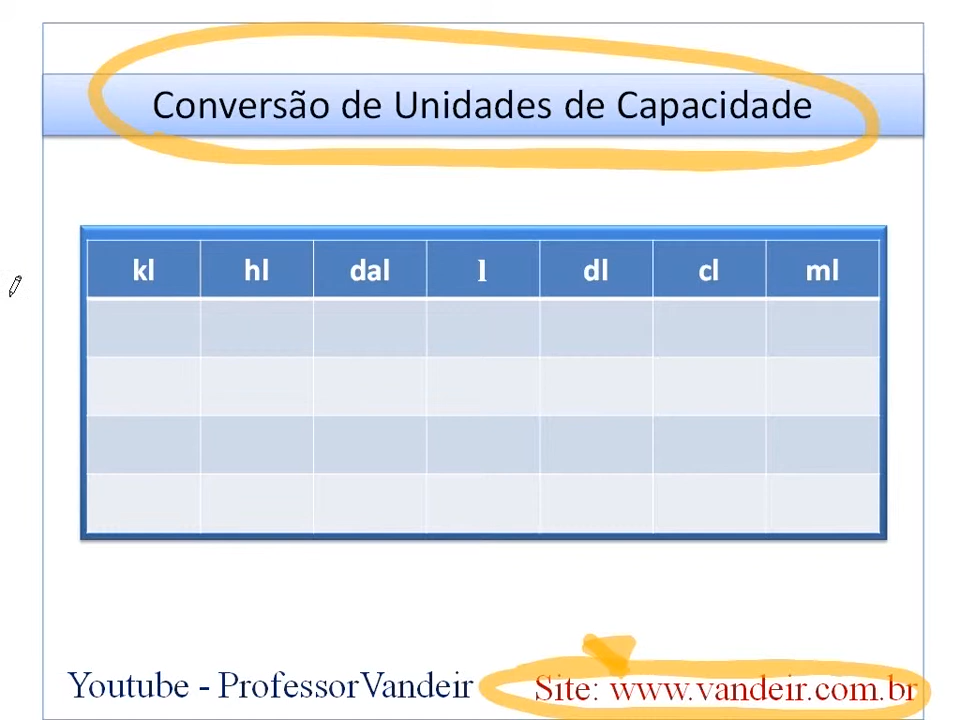 Conversão de Unidades de Capacidade
kl hl dal l dl cl ml
Youtube - ProfessorVandeir Site: www.vandeir.com.br